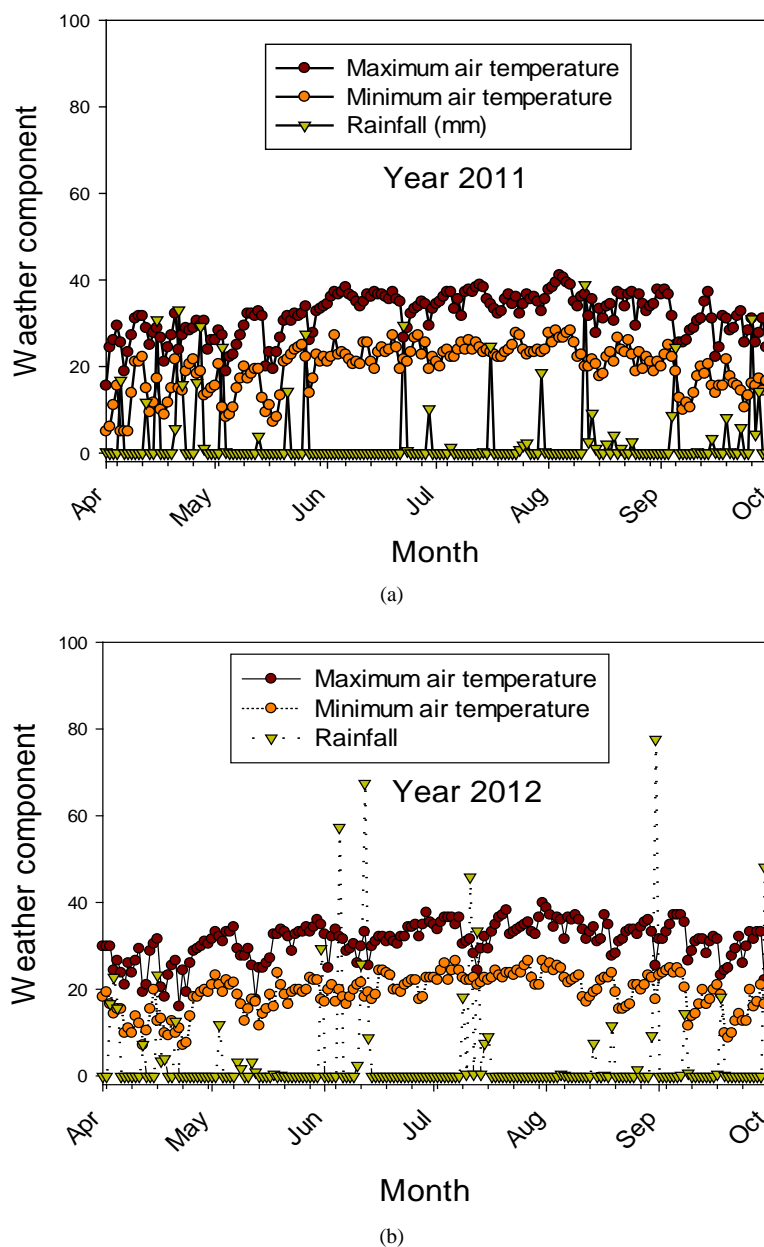 100
80
60
40
20
0
Waether component
Maximum air temperature
Minimum air temperature
Rainfall (mm)
Year 2011
Apr
May
Jun
Jul
Aug
Sep
Oct
Month
(a)
100
80
60
40
20
0
Weather component
Maximum air temperature
Minimum air temperature
Rainfall
Year 2012
Apr
May
Jun
Jul
Aug
Sep
Oct
Month
(b)